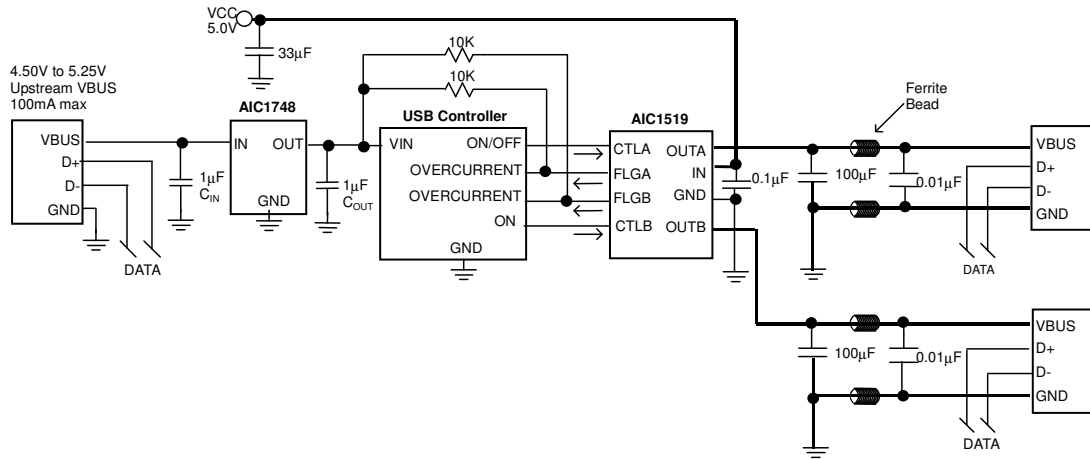 VCC
5.0V
33µF
10K
10K
4.50V to 5.25V
Upstream VBUS
100mA max
VBUS
D+
D-
GND
DATA
1µF
CIN
AIC1748
IN
OUT
GND
1µF
COUT
USB Controller
VIN
ON/OFF
OVERCURRENT
OVERCURRENT
ON
GND
AIC1519
CTLA
FLGA
FLGB
CTLB
OUTA
IN
GND
OUTB
0.1µF
Ferrite
Bead
100µF
0.01µF
VBUS
D+
D-
GND
DATA
100µF
0.01µF
VBUS
D+
D-
GND
DATA